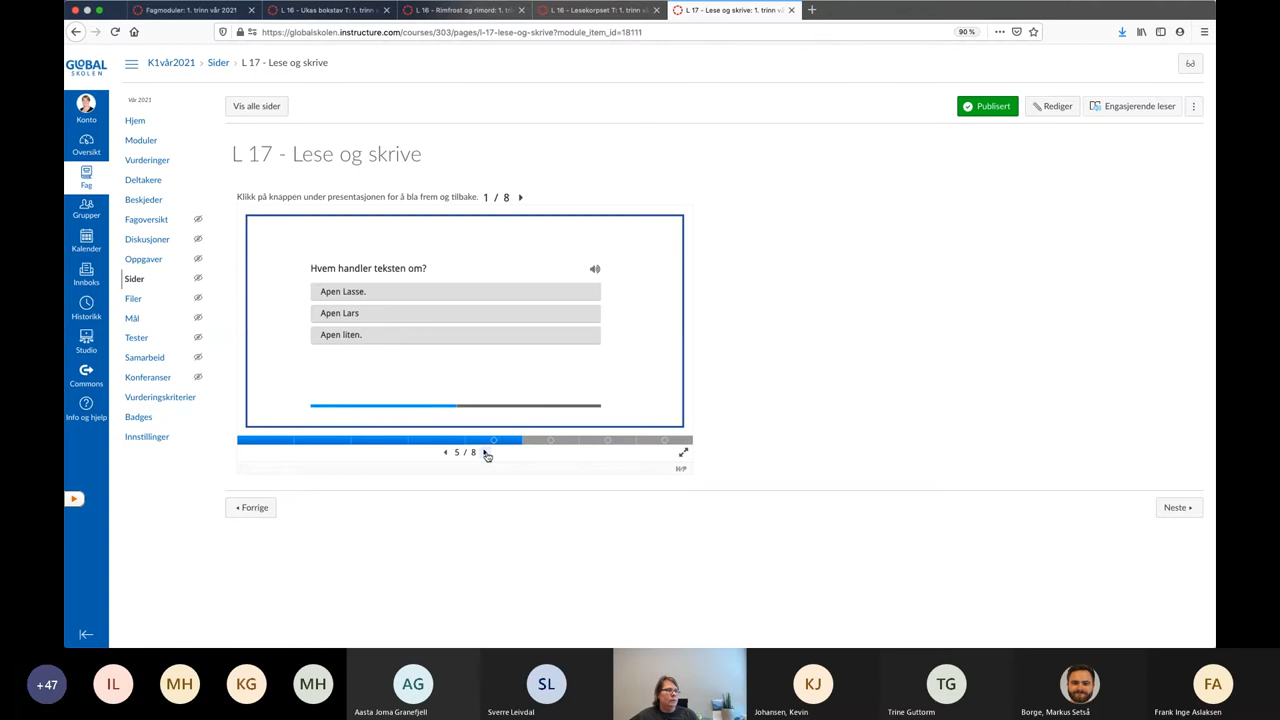 Fagmoduler: 1. trinn vår 2021
L 16 - Ukas bokstav T: 1. trinn v
L 16 - Rimfrost og rimord: 1. tri
L 16 - Lesekorpset T: 1. trinn vå
L 17 - Lese og skrive: 1. trinn v
https://globalskolen.instructure.com/courses/303/pages/l-17-lese-og-skrive?module_item_id=18111
90 %
GLOBAL
SKOLEN
K1vår2021 > Sider > L 17 - Lese og skrive
Konto
Oversikt
Fag
Grupper
Kalender
Innboks
Historikk
Studio
Commons
Info og hjelp
Vår 2021
Hjem
Moduler
Vurderinger
Deltakere
Beskjeder
Fagoversikt
Diskusjoner
Oppgaver
Sider
Filer
Mål
Tester
Samarbeid
Konferanser
Vurderingskriterier
Badges
Innstillinger
Vis alle sider
Publisert
Rediger
Engasjerende leser
L 17 - Lese og skrive
Klikk på knappen under presentasjonen for å bla frem og tilbake. 1 / 8
Hvem handler teksten om?
Apen Lasse.
Apen Lars
Apen liten.
5 / 8
H5P
Forrige
Neste
+47
IL
MH
KG
MH
AG
Aasta Joma Granefjell
SL
Sverre Leivdal
KJ
Johansen, Kevin
TG
Trine Guttorm
Borge, Markus Setså
FA
Frank Inge Aslaksen